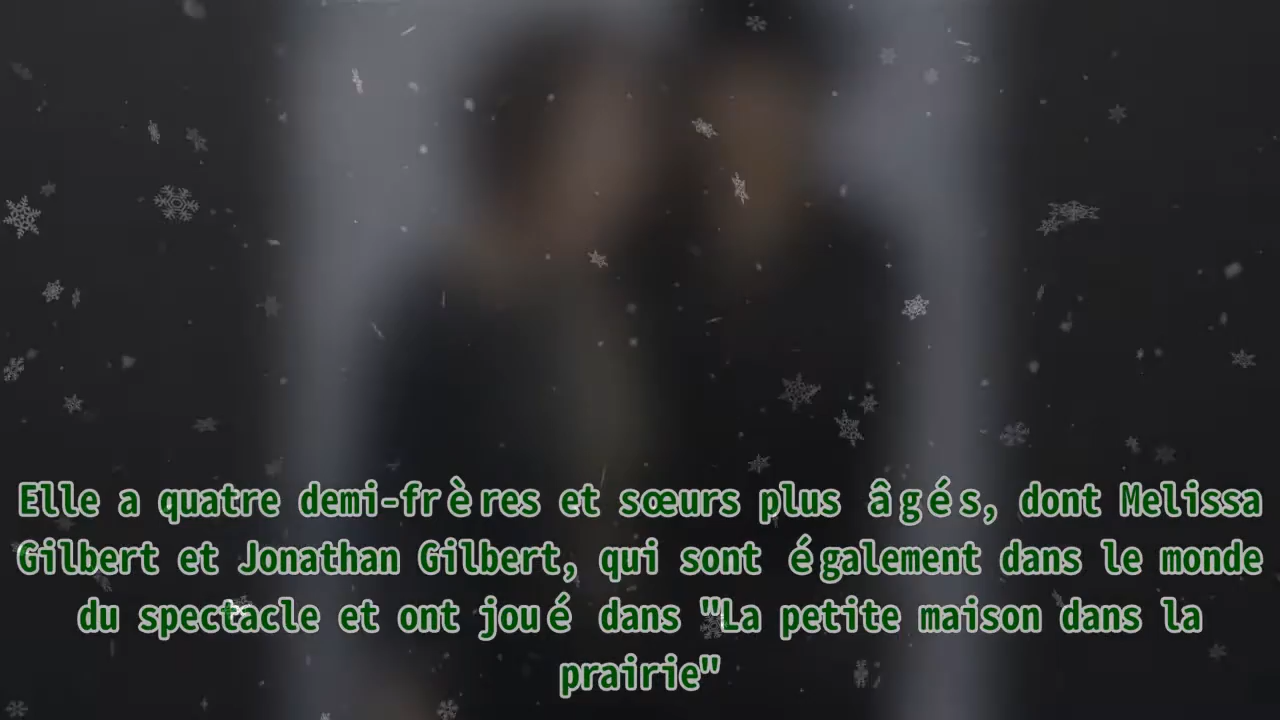 Elle a quatre demi-frères et sœurs plus âgés, dont Melissa
Gilbert et Jonathan Gilbert, qui sont également dans le monde
du spectacle et ont joué dans "La petite maison dans la
prairie"